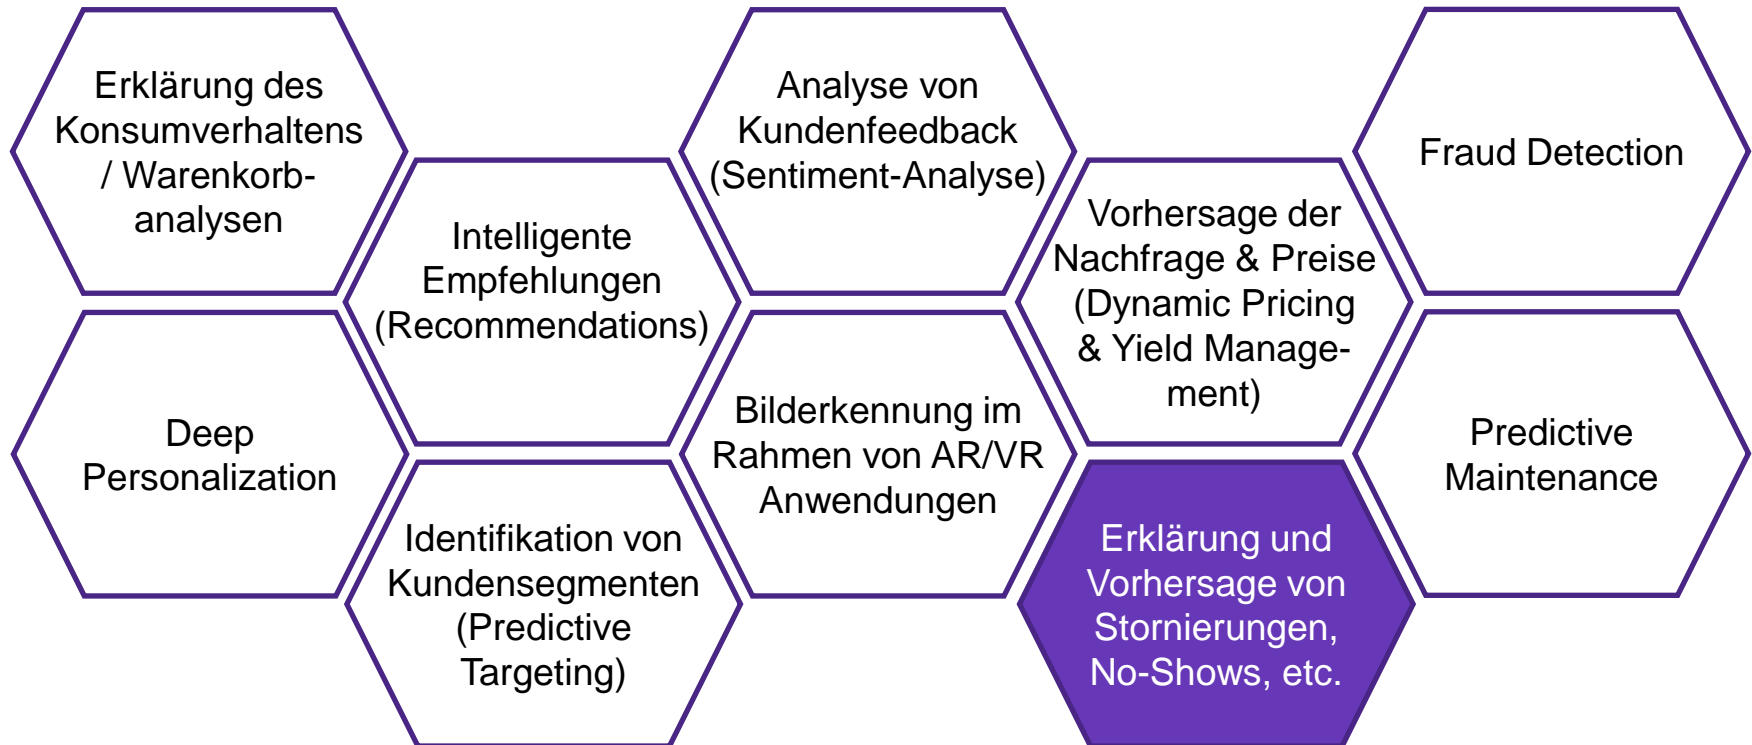 Erklärung des
Konsumverhaltens
/ Warenkorb-
analysen
Intelligente
Empfehlungen
(Recommendations)
Analyse von
Kundenfeedback
(Sentiment-Analyse)
Vorhersage der
Nachfrage & Preise
(Dynamic Pricing
& Yield Manage-
ment)
Fraud Detection
Deep
Personalization
Identifikation von
Kundensegmenten
(Predictive
Targeting)
Bilderkennung im
Rahmen von AR/VR
Anwendungen
Erklärung und
Vorhersage von
Stornierungen,
No-Shows, etc.
Predictive
Maintenance